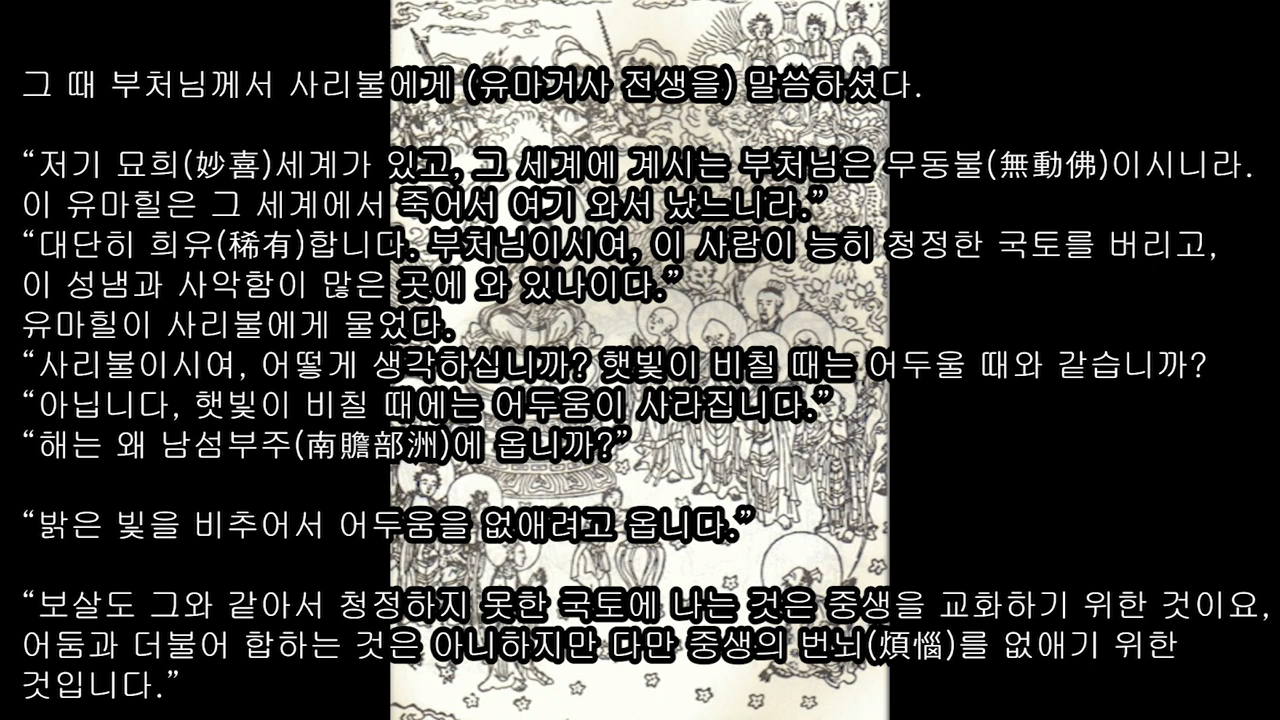 그 때 부처님께서 사리불에게 (유마거사 전생을) 말씀하셨다.
“저기 묘희(妙喜)세계가 있고, 그 세계에 계시는 부처님은 무동불(無動佛)이시니라.
이 유마힐은 그 세계에서 죽어서 여기 와서 났느니라.”
“대단히 희유(稀有)합니다. 부처님이시여, 이 사람이 능히 청정한 국토를 버리고,
이 성냄과 사악함이 많은 곳에 와 있나이다.”
유마힐이 사리불에게 물었다.
“사리불이시여, 어떻게 생각하십니까? 햇빛이 비칠 때는 어두울 때와 같습니까?
“아닙니다, 햇빛이 비칠 때에는 어두움이 사라집니다.”
“해는 왜 남섬부주(南贍部洲)에 옵니까?”
“밝은 빛을 비추어서 어두움을 없애려고 옵니다.”
“보살도 그와 같아서 청정하지 못한 국토에 나는 것은 중생을 교화하기 위한 것이요,
어둠과 더불어 합하는 것은 아니하지만 다만 중생의 번뇌(煩惱)를 없애기 위한
것입니다.”